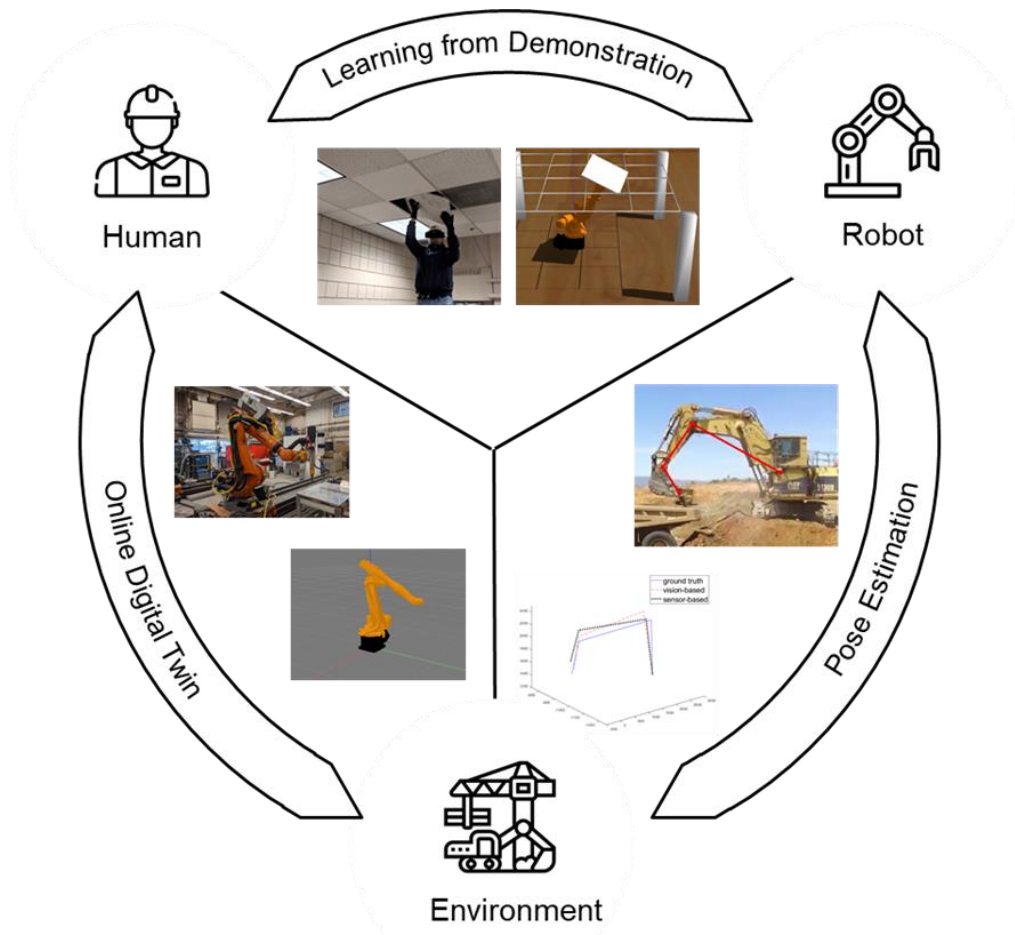 Learning from Demonstration
Human
Robot
Online Digital Twin
Pose Estimation
ground truth
vision-based
sensor-based
Environment